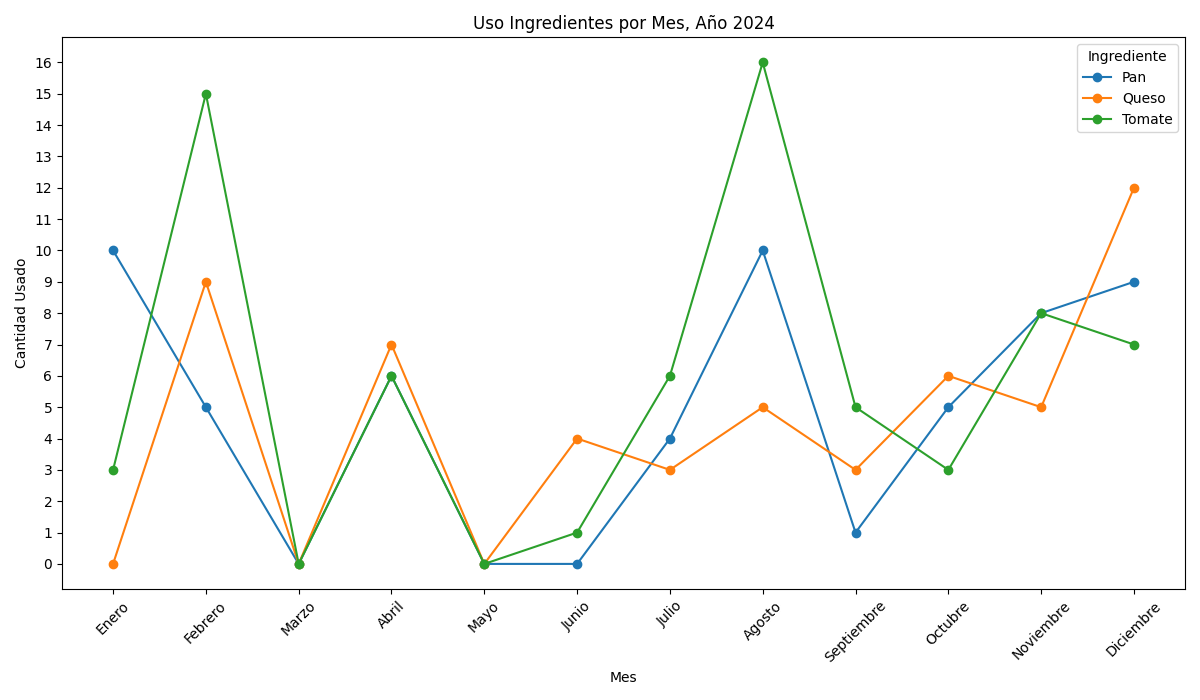 Uso Ingredientes por Mes, Año 2024
Ingrediente
Pan
Queso
Tomate
Cantidad Usado
16
15
14
13
12
11
10
9
8
7
6
5
4
3
2
1
0
Enero
Febrero
Marzo
Abril
Mayo
Junio
Julio
Agosto
Septiembre
Octubre
Noviembre
Diciembre
Mes